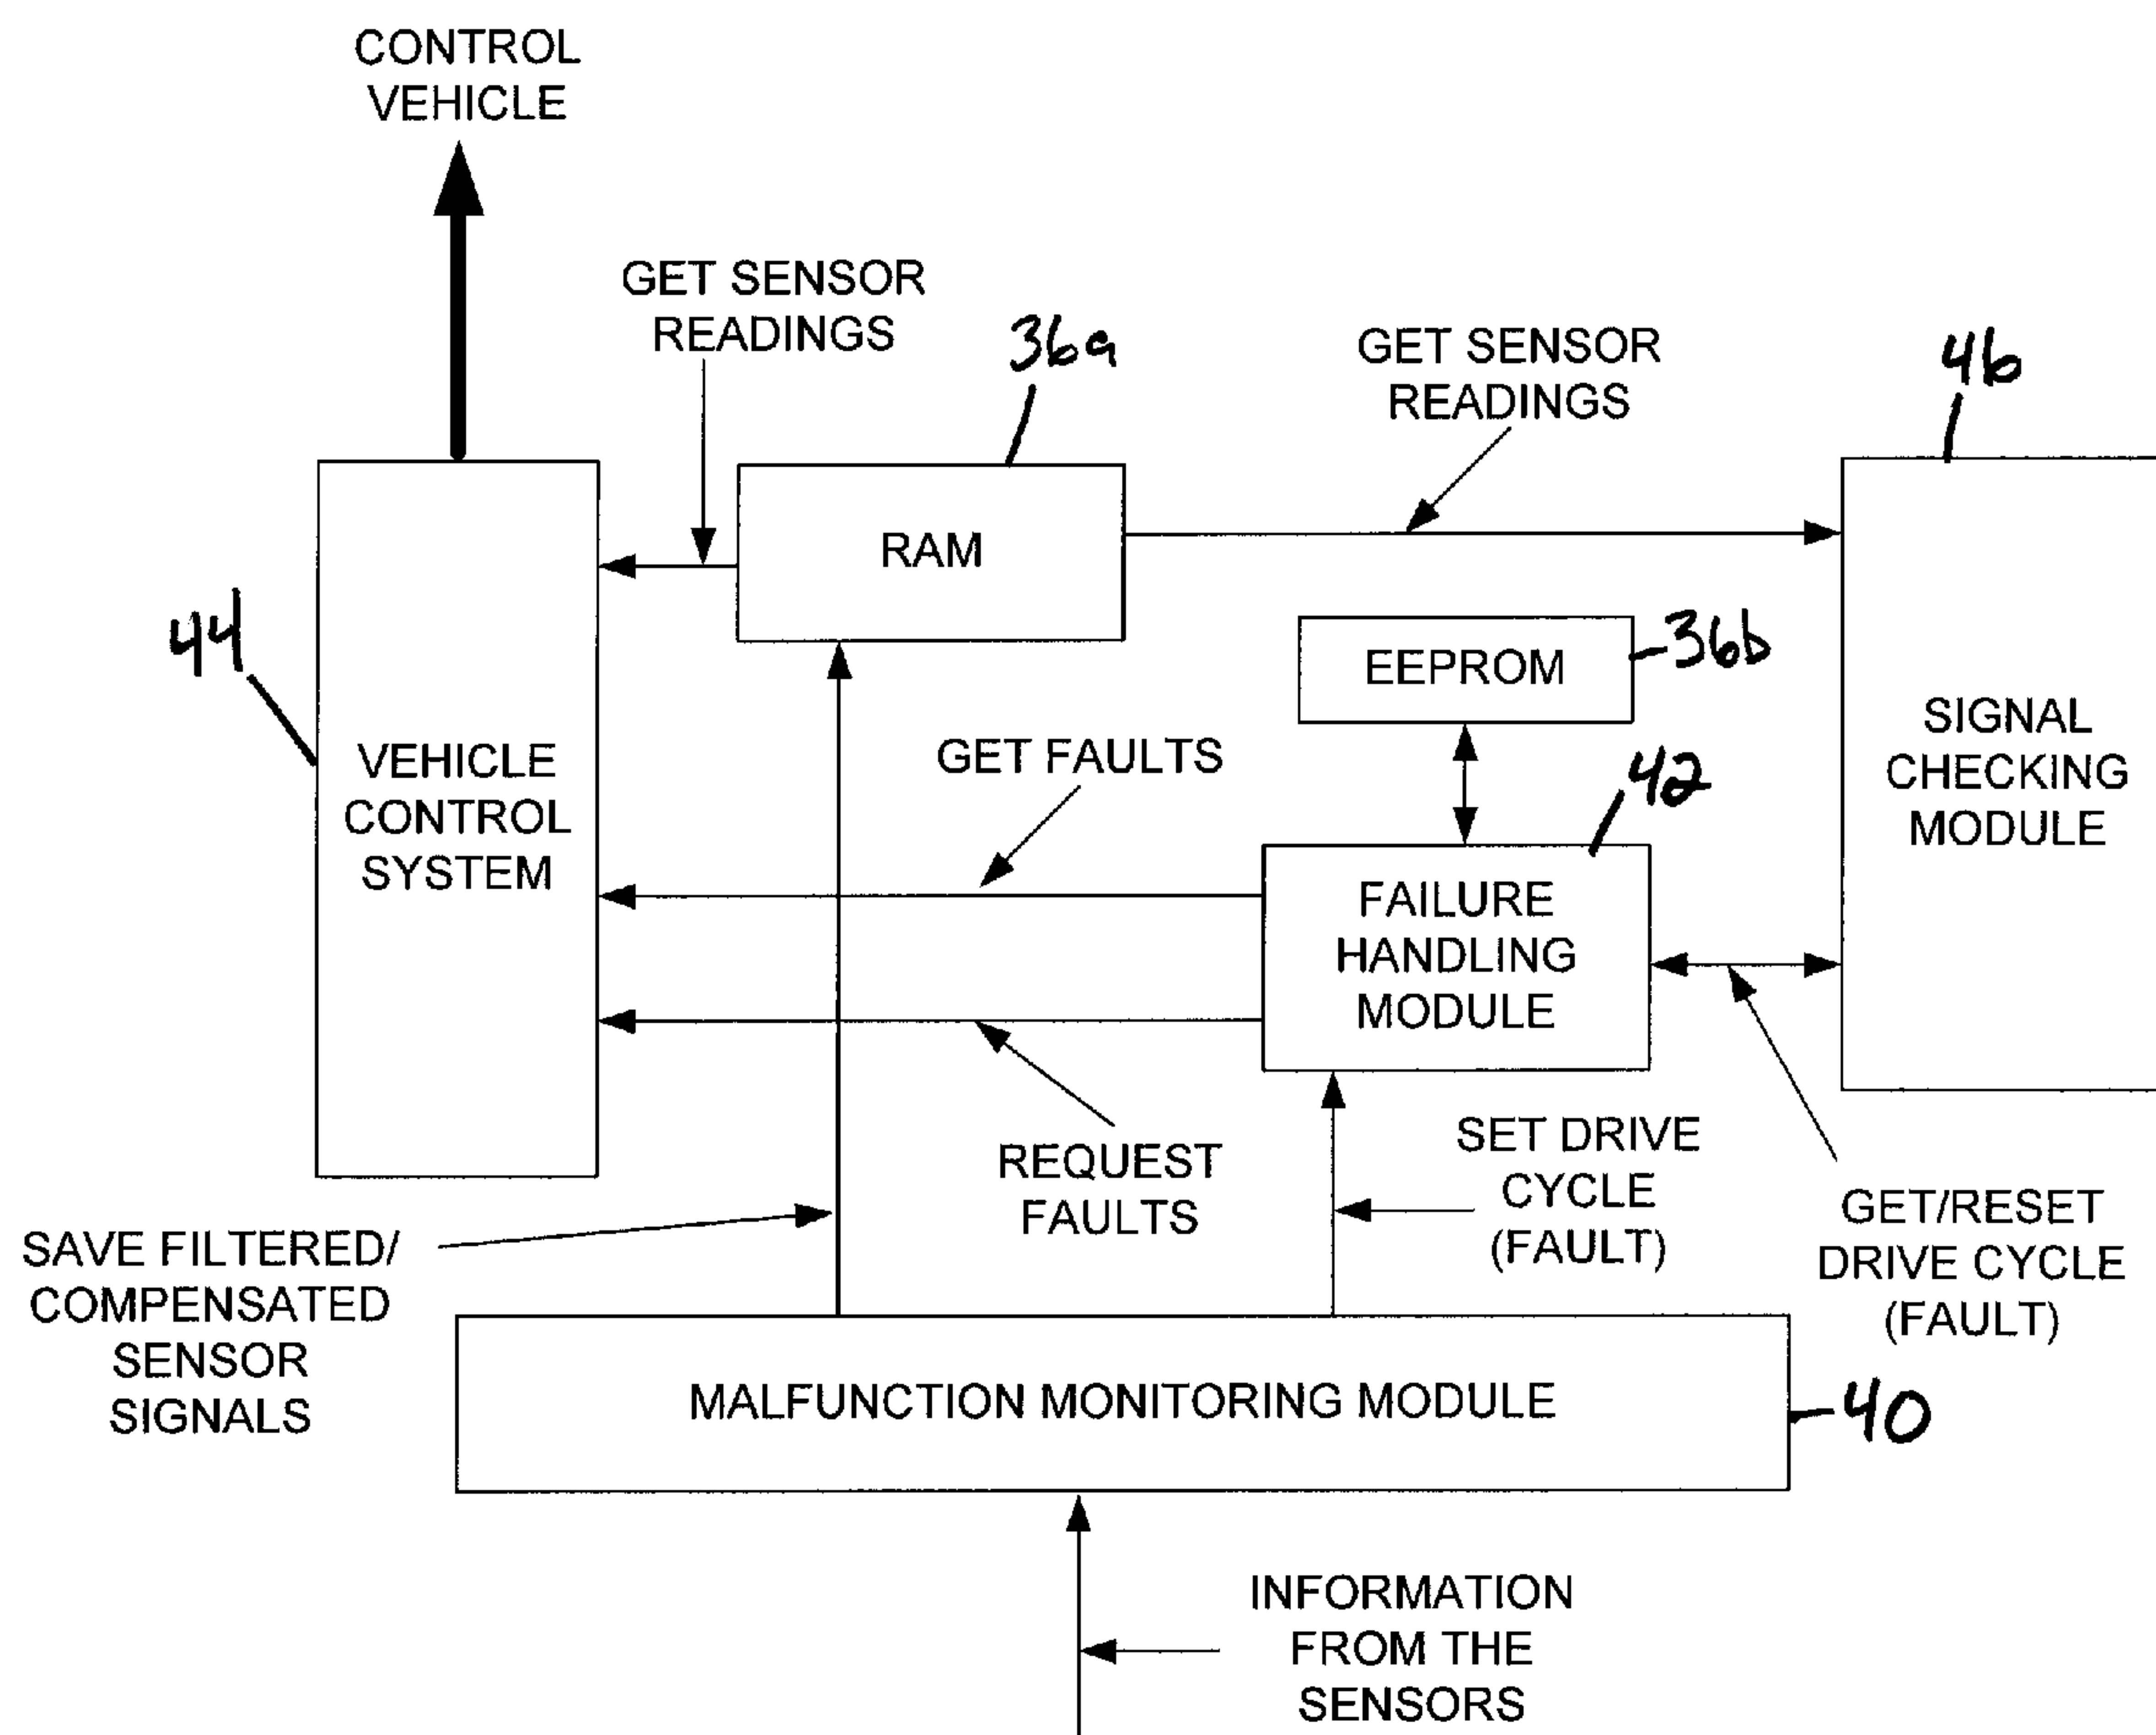 CONTROL
VEHICLE
GET SENSOR
READINGS
36a
GET SENSOR
READINGS
46
RAM
44
EEPROM
36b
VEHICLE
CONTROL
SYSTEM
GET FAULTS
42
SIGNAL
CHECKING
MODULE
FAILURE
HANDLING
MODULE
REQUEST
FAULTS
SET DRIVE
CYCLE
(FAULT)
GET/RESET
DRIVE CYCLE
(FAULT)
SAVE FILTERED/
COMPENSATED
SENSOR
SIGNALS
MALFUNCTION MONITORING MODULE
40
INFORMATION
FROM THE
SENSORS